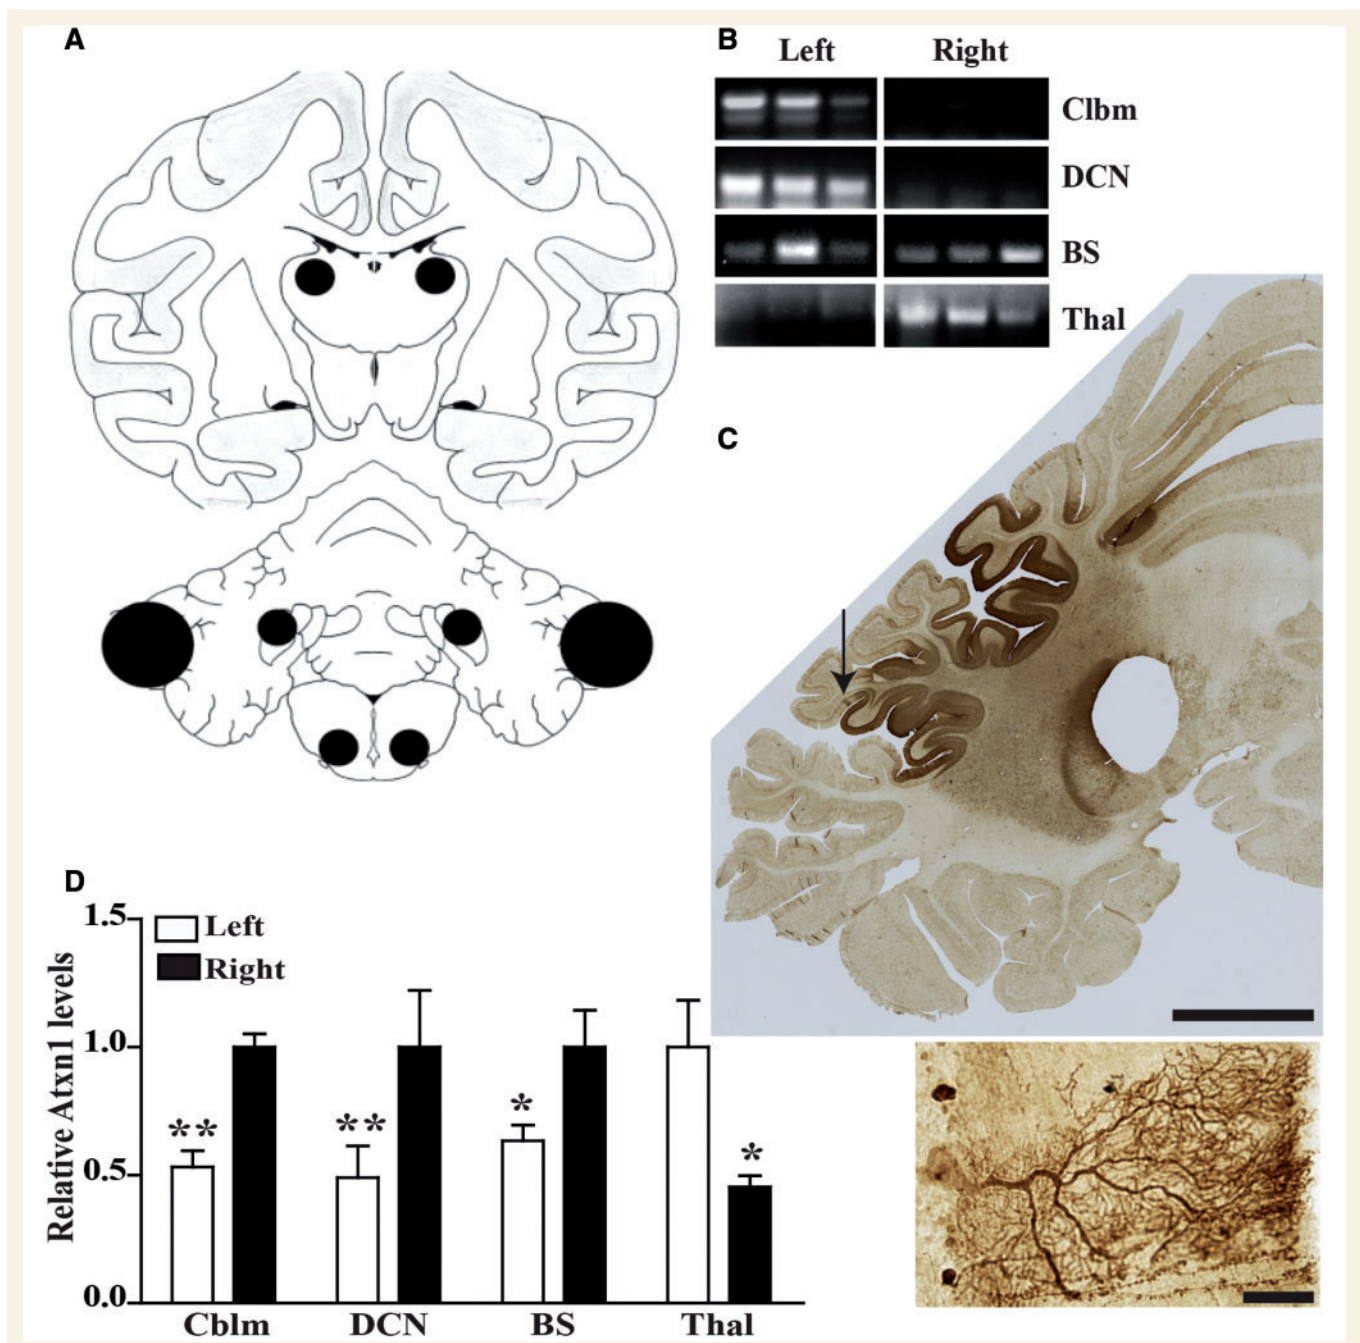 A
B
Left Right
Clbm
DCN
BS
Thal
C
D
1.5
Left
Right
Relative Atxn1 levels
1.0
** ** * *
0.5
0.0
Cblm DCN BS Thal